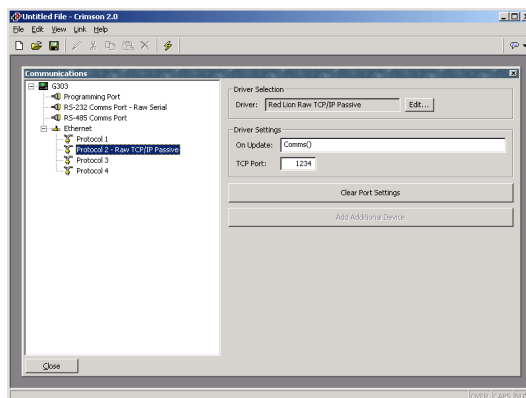 Untitled File - Crimson 2.0
File Edit View Link Help
Communications
G303
Programming Port
RS-232 Comms Port - Raw Serial
RS-485 Comms Port
Ethernet
Protocol 1
Protocol 2 - Raw TCP/IP Passive
Protocol 3
Protocol 4
Driver Selection
Driver: Red Lion Raw TCP/IP Passive Edit...
Driver Settings
On Update: Comms()
TCP Port: 1234
Clear Port Settings
Add Additional Device
Close
OVER CAPS NUM